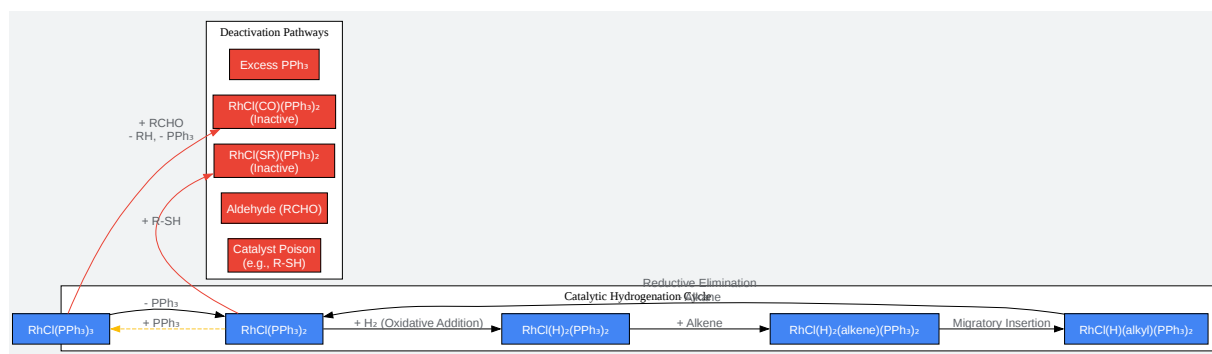 Deactivation Pathways
Excess PPh₃
RhCl(CO)(PPh₃)₂
(Inactive)
+ RCHO
- RH, - PPh₃
RhCl(SR)(PPh₃)₂
(Inactive)
Aldehyde (RCHO)
+ R-SH
Catalyst Poison
(e.g., R-SH)
Reductive Elimination
- Alkane
Catalytic Hydrogenation Cycle
- PPh₃
RhCl(PPh₃)₃
+ PPh₃
RhCl(PPh₃)₂
+ H₂ (Oxidative Addition)
RhCl(H)₂(PPh₃)₂
+ Alkene
RhCl(H)₂(alkene)(PPh₃)₂
Migratory Insertion
RhCl(H)(alkyl)(PPh₃)₂